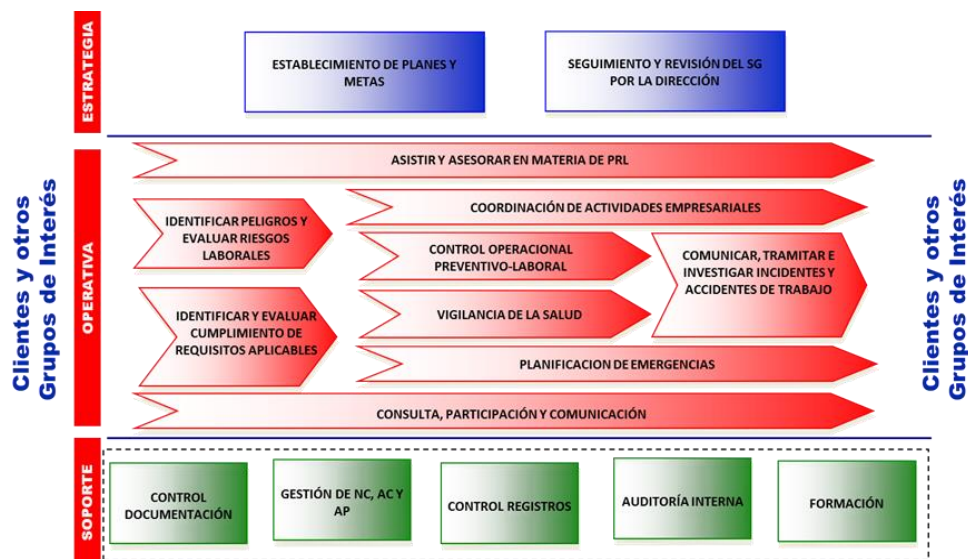 ESTRATEGIA
ESTABLECIMIENTO DE PLANES Y
METAS
SEGUIMIENTO Y REVISIÓN DEL SG
POR LA DIRECCIÓN
Clientes y otros
Grupos de Interés
OPERATIVA
ASISTIR Y ASESORAR EN MATERIA DE PRL
IDENTIFICAR PELIGROS Y
EVALUAR RIESGOS
LABORALES
COORDINACIÓN DE ACTIVIDADES EMPRESARIALES
CONTROL OPERACIONAL
PREVENTIVO-LABORAL
COMUNICAR, TRAMITAR E
INVESTIGAR INCIDENTES Y
ACCIDENTES DE TRABAJO
IDENTIFICAR Y EVALUAR
CUMPLIMIENTO DE
REQUISITOS APLICABLES
VIGILANCIA DE LA SALUD
PLANIFICACION DE EMERGENCIAS
CONSULTA, PARTICIPACIÓN Y COMUNICACIÓN
Clientes y otros
Grupos de Interés
SOPORTE
CONTROL
DOCUMENTACIÓN
GESTIÓN DE NC, AC Y
AP
CONTROL REGISTROS
AUDITORÍA INTERNA
FORMACIÓN